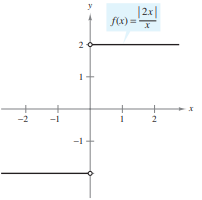 y
f(x) = |2x|/x
2
1
-2 -1 1 2 x
-1